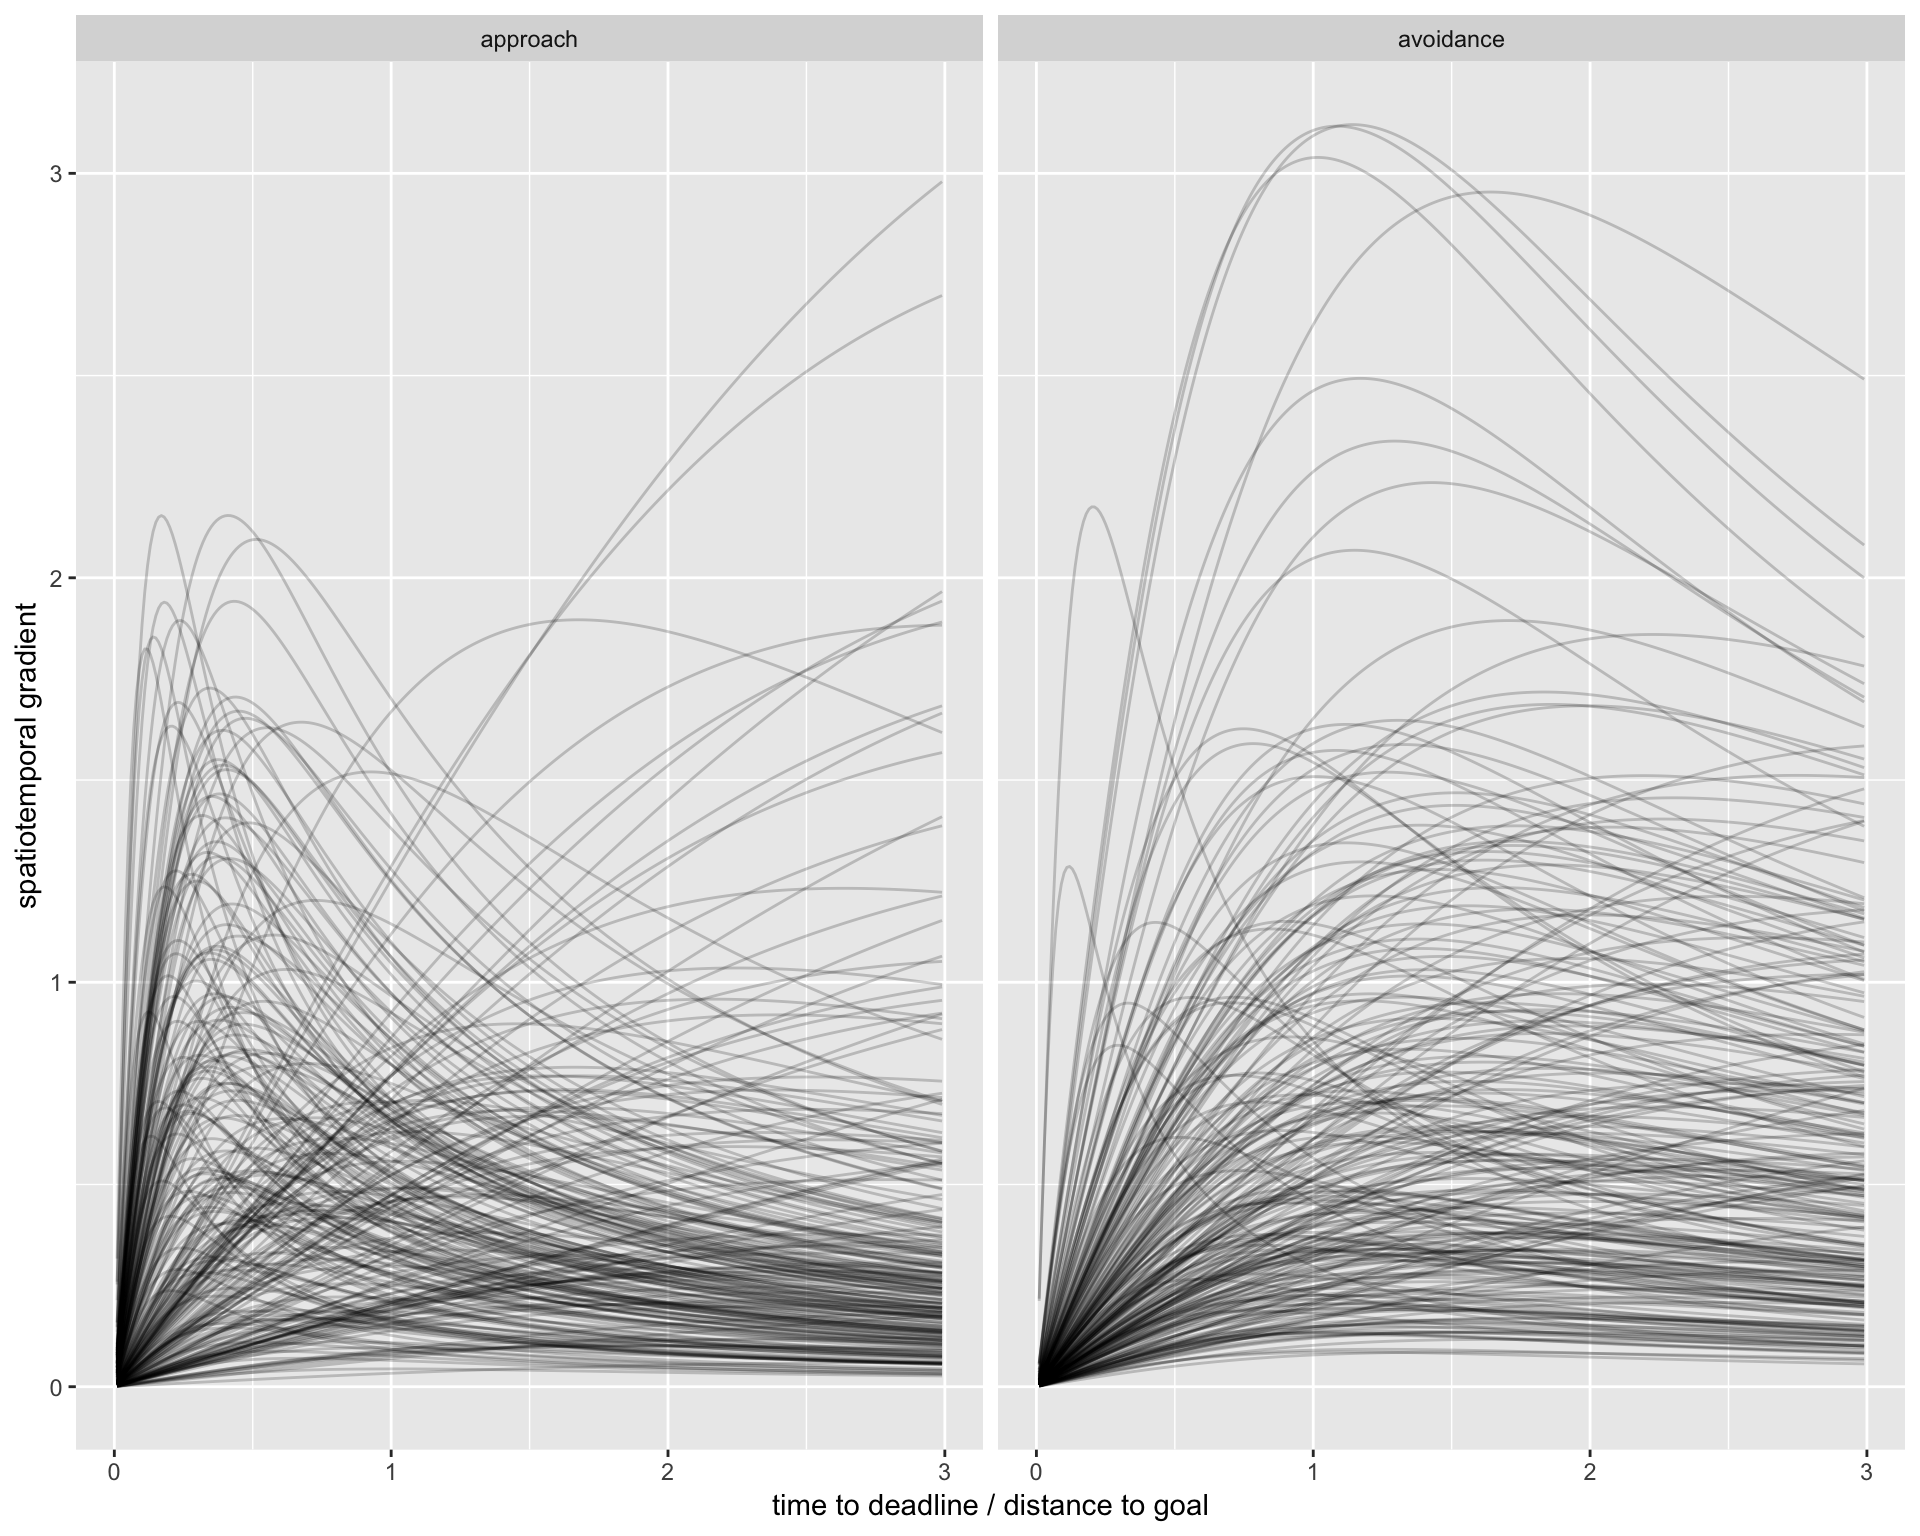 approach
avoidance
spatiotemporal gradient
3
2
1
0
0 1 2 3
0 1 2 3
time to deadline / distance to goal